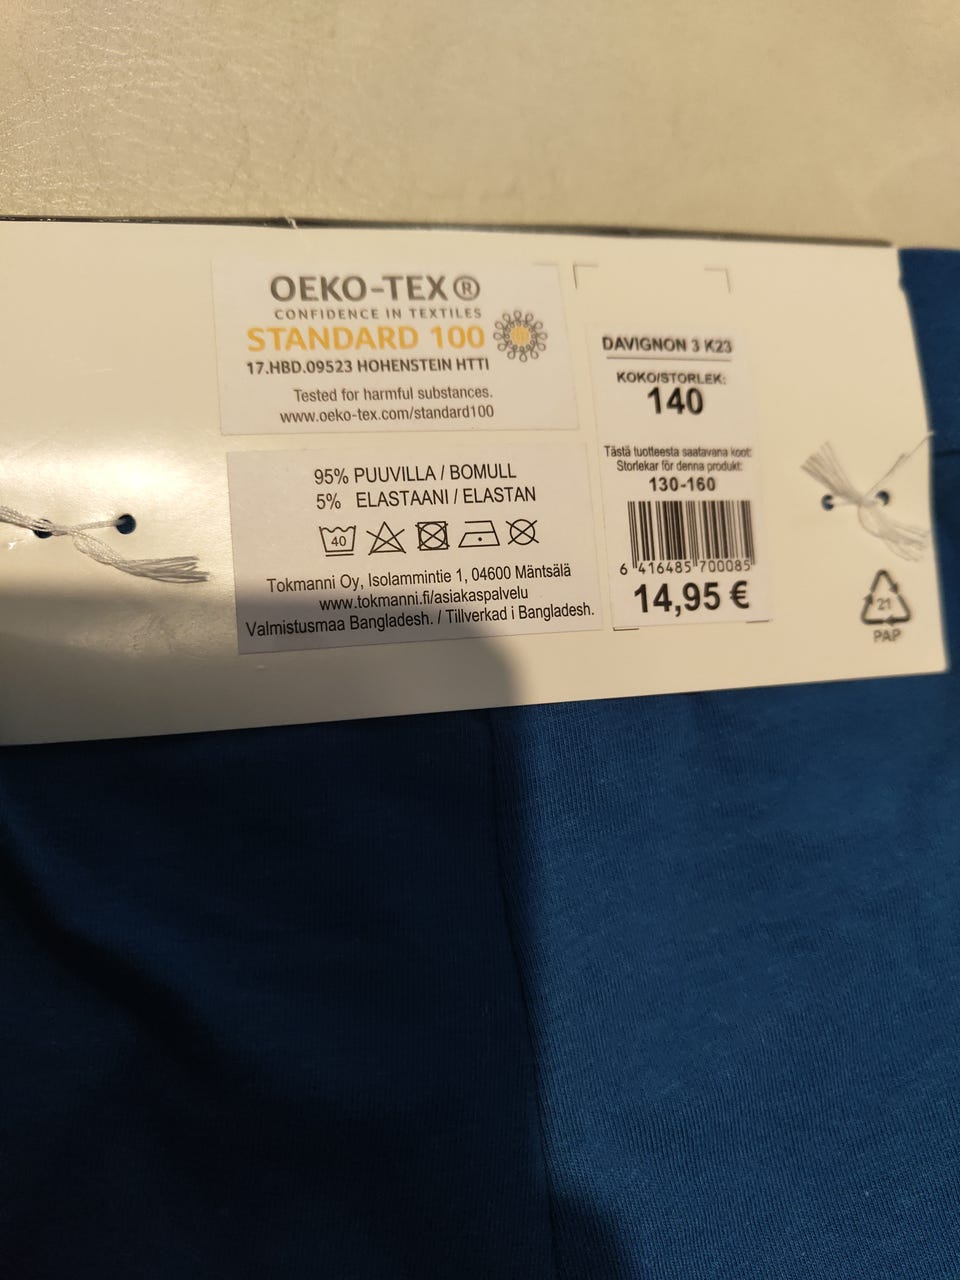 OEKO-TEX®
CONFIDENCE IN TEXTILES
STANDARD 100
17.HBD.09523 HOHENSTEIN HTTI
Tested for harmful substances.
www.oeko-tex.com/standard100
95% PUUVILLA / BOMULL
5% ELASTAANI / ELASTAN
40
Tokmanni Oy, Isolammintie 1, 04600 Mäntsälä
www.tokmanni.fi/asiakaspalvelu
Valmistusmaa Bangladesh. / Tillverkad i Bangladesh.
DAVIGNON 3 K23
KOKO/STORLEK:
140
Tästä tuotteesta saatavana koot:
Storlekar för denna produkt:
130-160
6 416485 700085
14,95 €
21
PAP